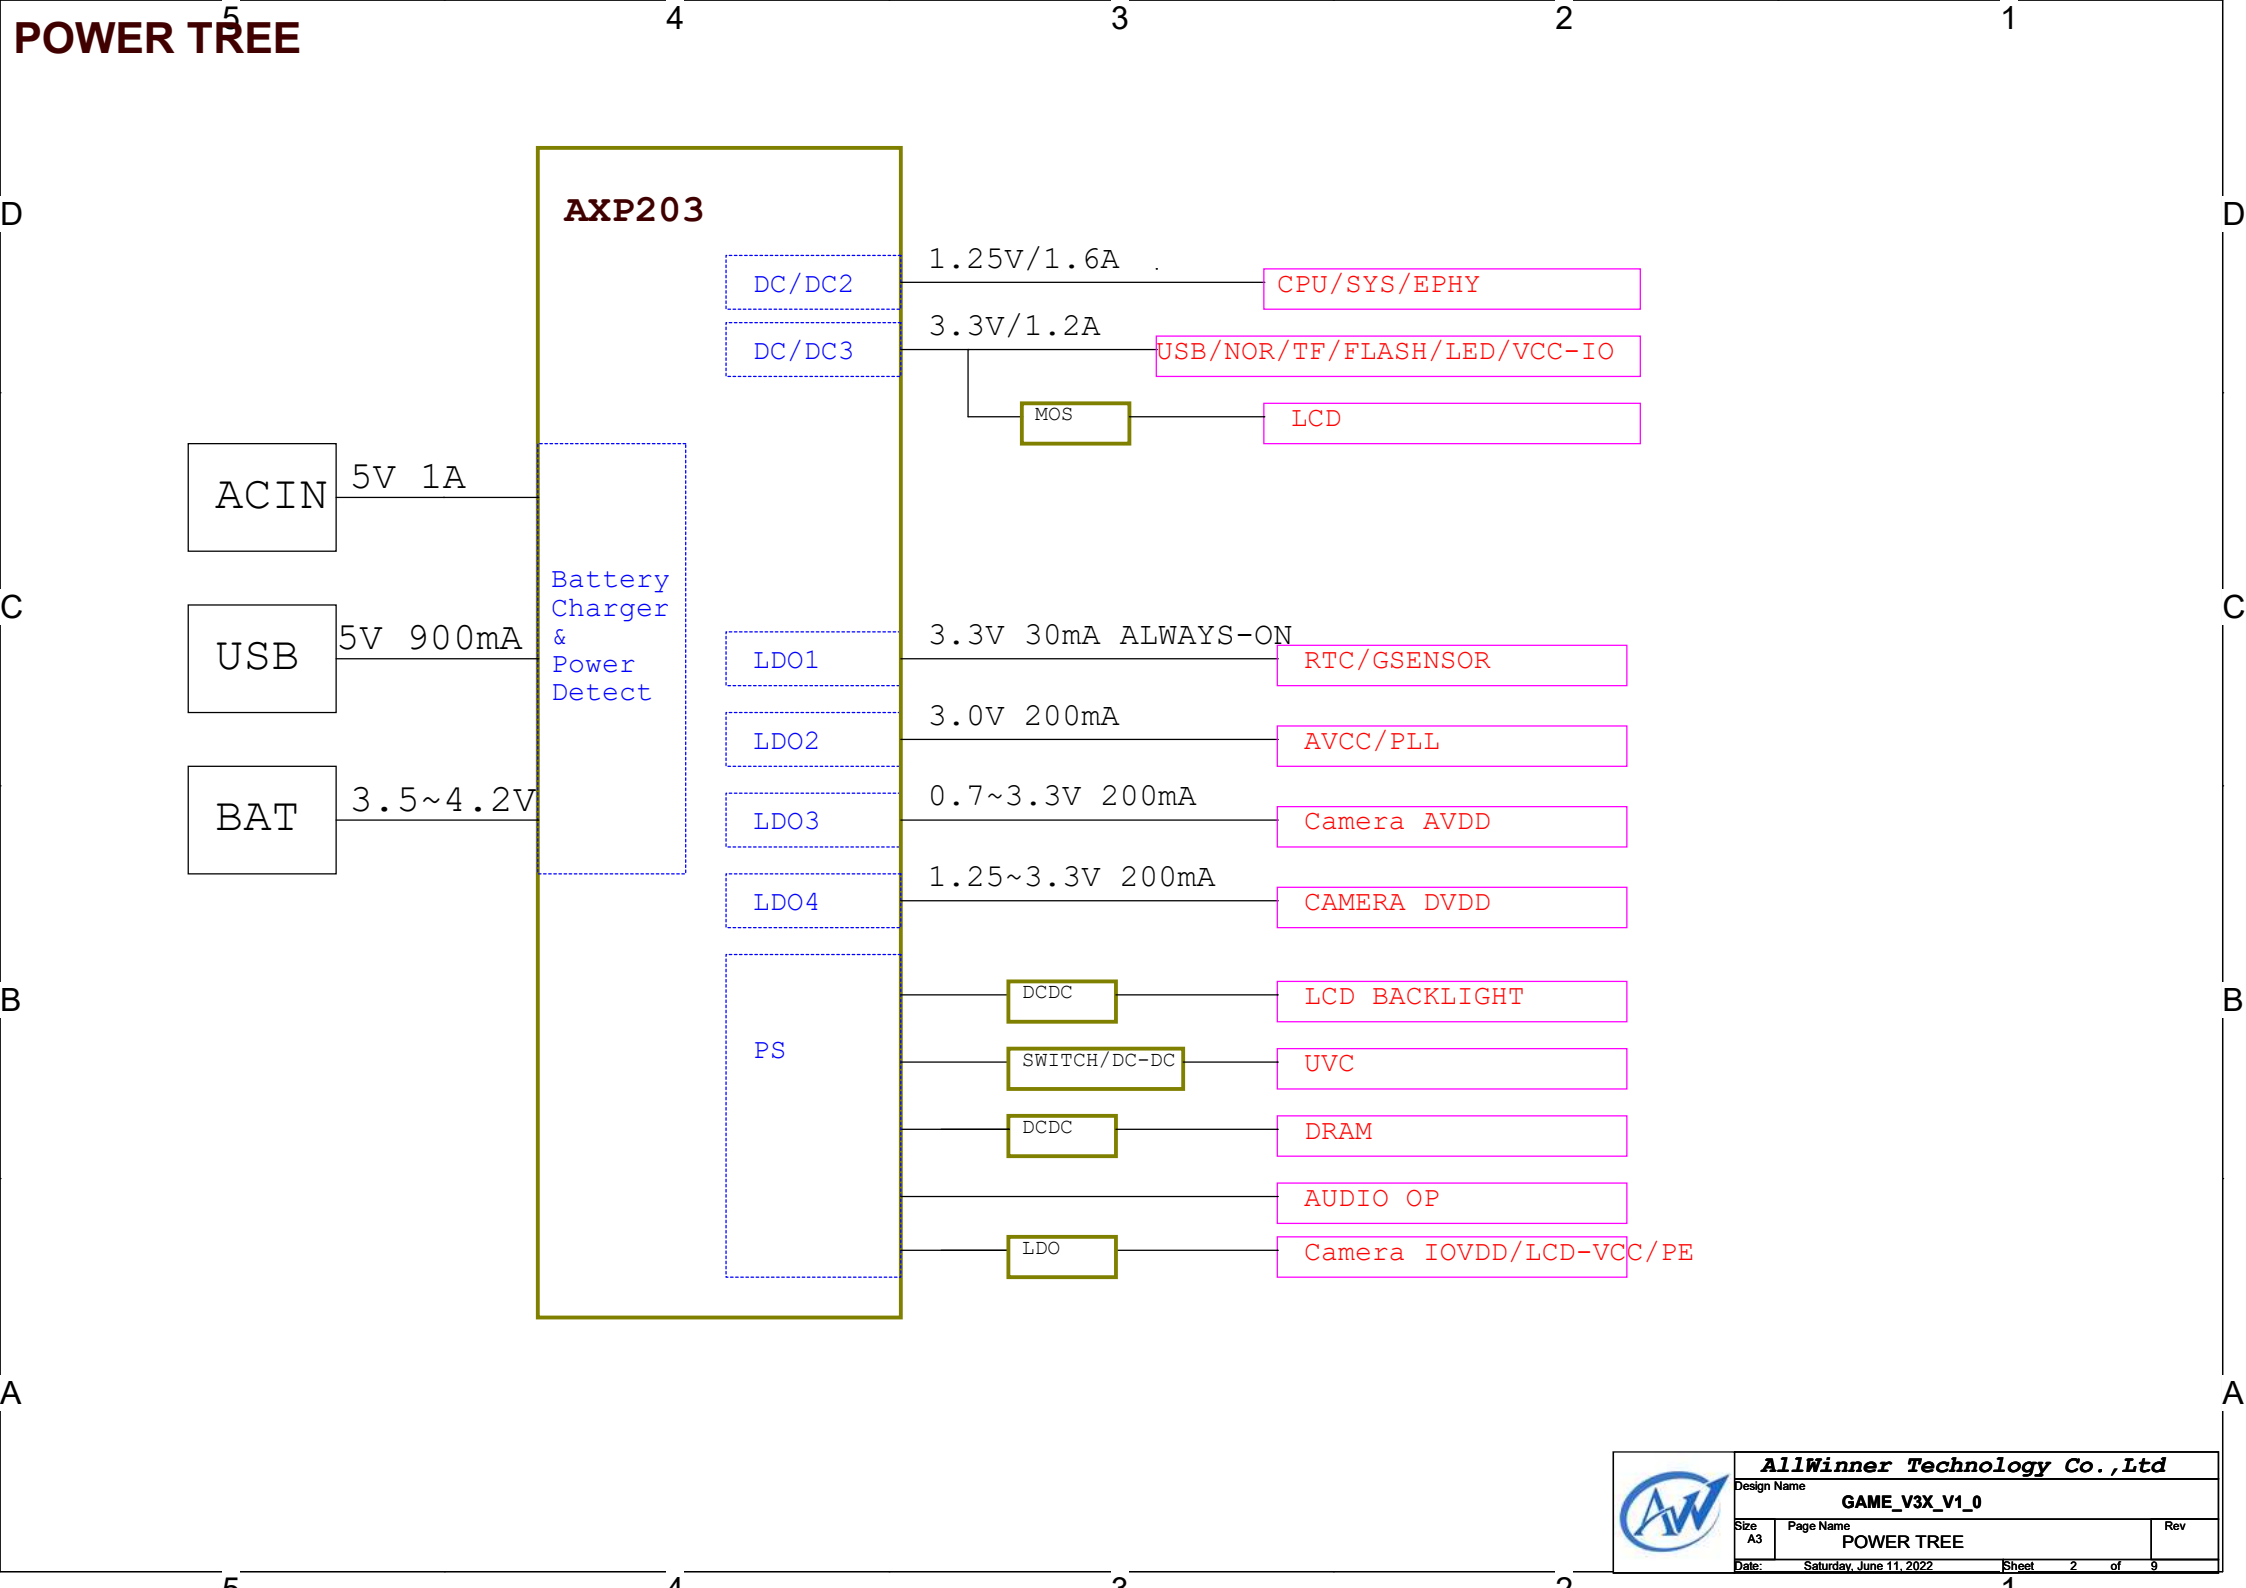 5 4 3 2 1
POWER TREE
D D
AXP203
1.25V/1.6A
DC/DC2 CPU/SYS/EPHY
3.3V/1.2A
DC/DC3 USB/NOR/TF/FLASH/LED/VCC-IO
MOS LCD
ACIN 5V 1A
C C
Battery
Charger
&
Power
Detect
USB 5V 900mA
3.3V 30mA ALWAYS-ON
LDO1 RTC/GSENSOR
3.0V 200mA
LDO2 AVCC/PLL
BAT 3.5~4.2V
0.7~3.3V 200mA
LDO3 Camera AVDD
1.25~3.3V 200mA
LDO4 CAMERA DVDD
B B
DCDC LCD BACKLIGHT
PS
SWITCH/DC-DC UVC
DCDC DRAM
AUDIO OP
LDO Camera IOVDD/LCD-VCC/PE
A A
AW
AllWinner Technology Co.,Ltd
Design Name
GAME_V3X_V1_0
Size Page Name Rev
A3 POWER TREE
Date: Saturday, June 11, 2022 Sheet 2 of 9
5 4 3 2 1